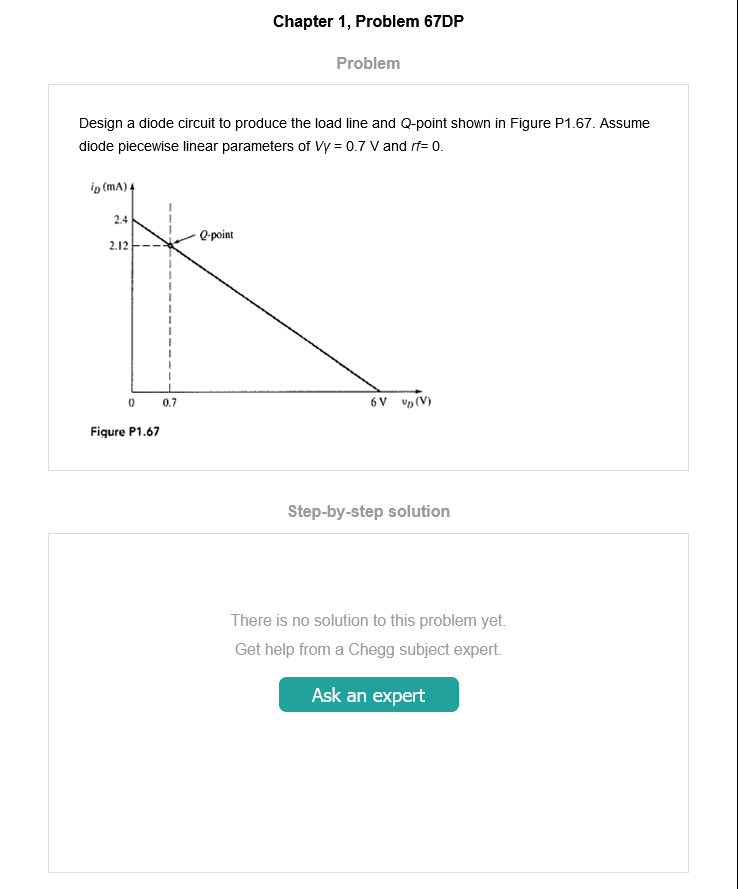 Chapter 1, Problem 67DP
Problem
Design a diode circuit to produce the load line and Q-point shown in Figure P1.67. Assume
diode piecewise linear parameters of Vγ = 0.7 V and rf= 0.
iD (mA)
2.4
Q-point
2.12
0 0.7 6 V υD (V)
Figure P1.67
Step-by-step solution
There is no solution to this problem yet.
Get help from a Chegg subject expert.
Ask an expert